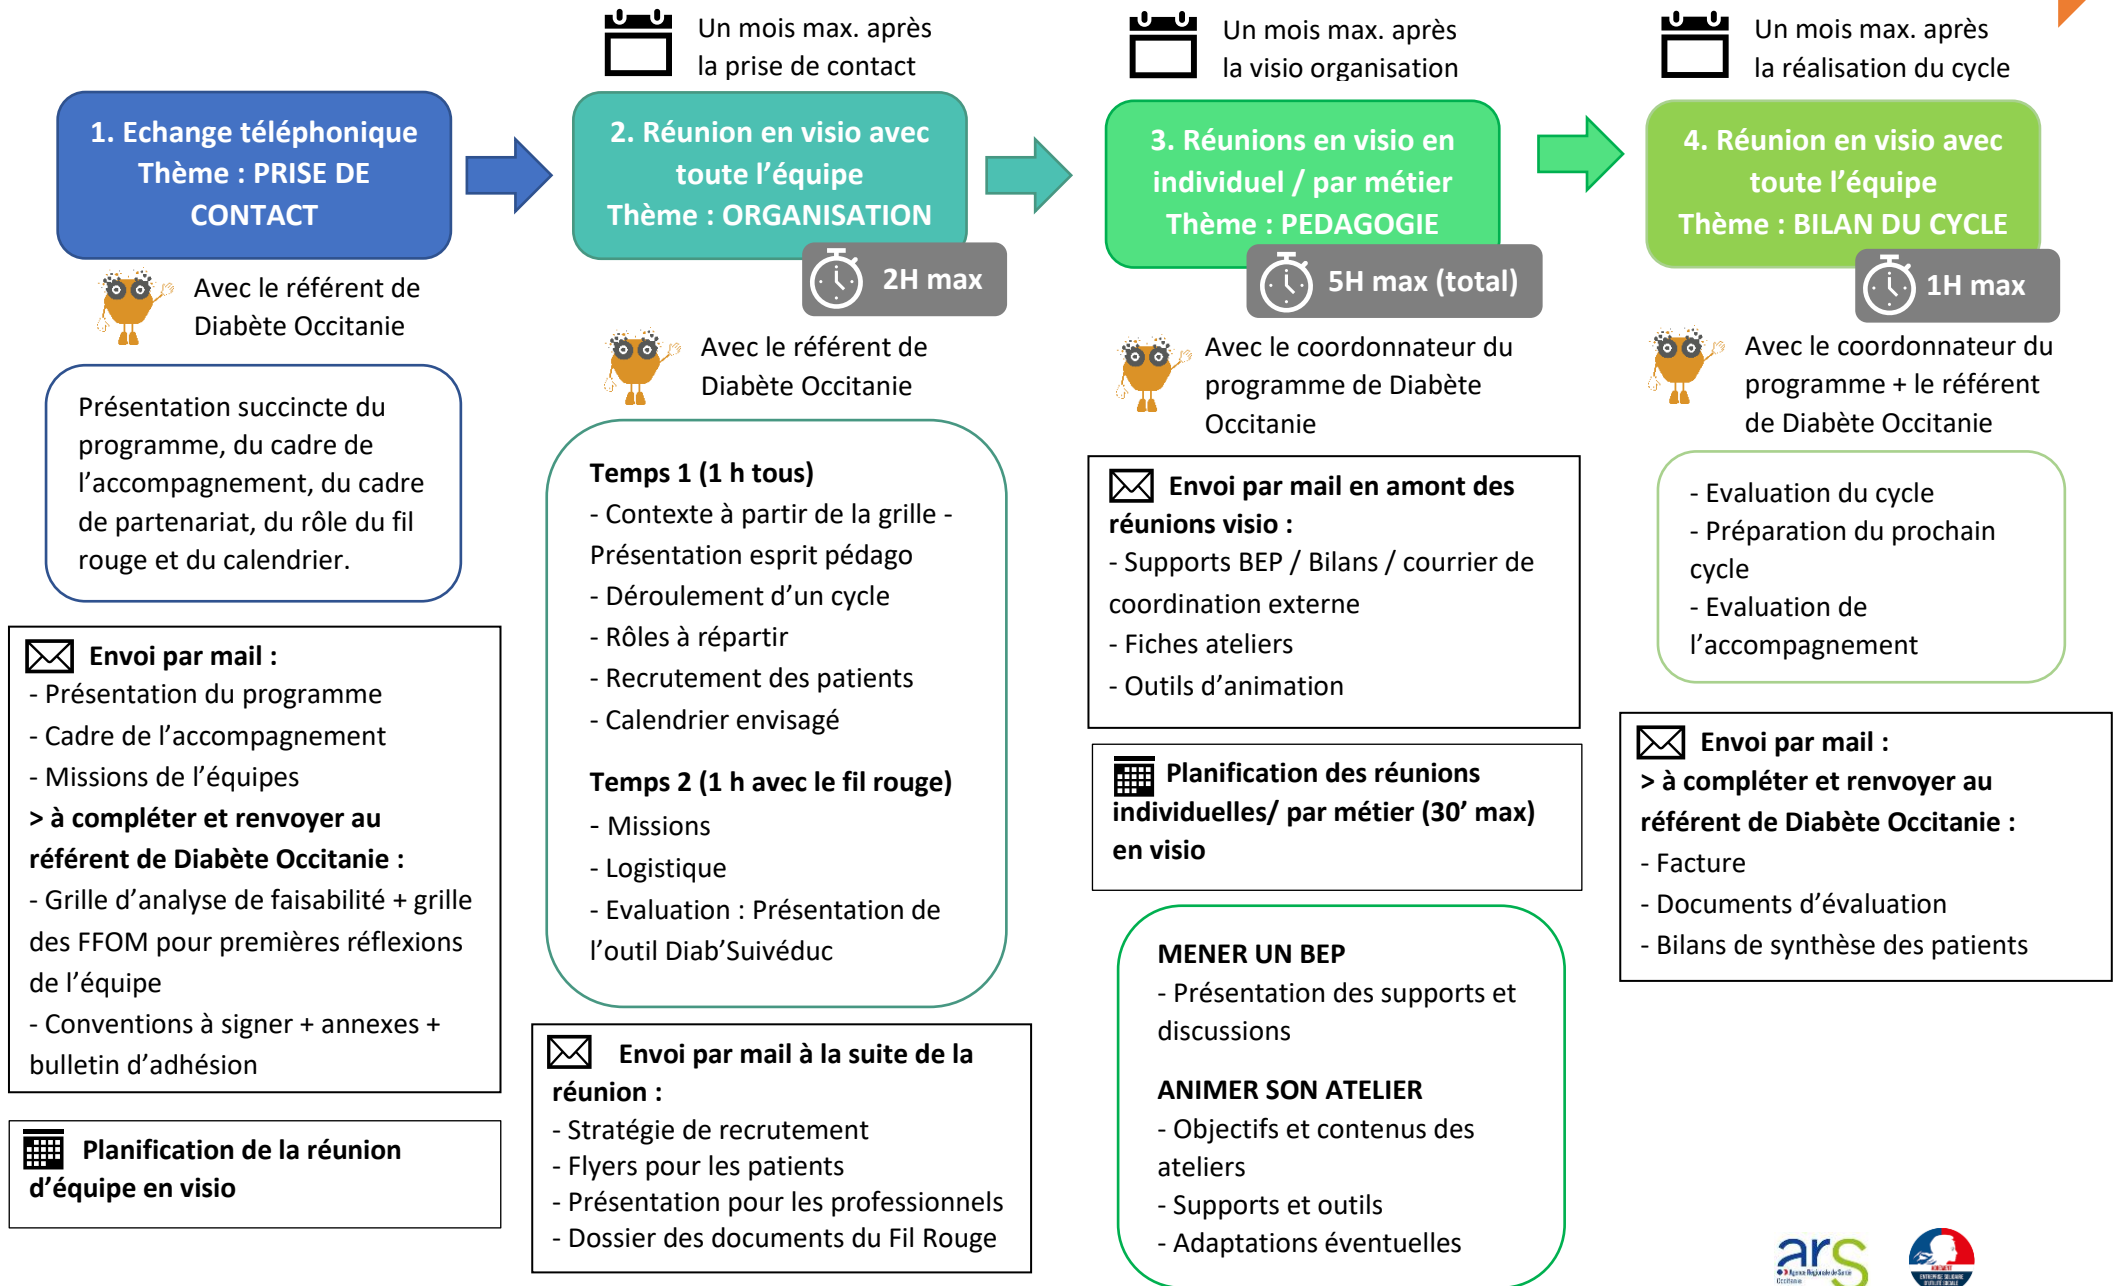 Un mois max. après
la prise de contact
Un mois max. après
la visio organisation
Un mois max. après
la réalisation du cycle
1. Echange téléphonique
Thème : PRISE DE
CONTACT
2. Réunion en visio avec
toute l’équipe
Thème : ORGANISATION
2H max
3. Réunions en visio en
individuel / par métier
Thème : PEDAGOGIE
5H max (total)
4. Réunion en visio avec
toute l’équipe
Thème : BILAN DU CYCLE
1H max
Avec le référent de
Diabète Occitanie
Présentation succincte du
programme, du cadre de
l’accompagnement, du cadre
de partenariat, du rôle du fil
rouge et du calendrier.
Envoi par mail :
- Présentation du programme
- Cadre de l’accompagnement
- Missions de l’équipes
> à compléter et renvoyer au
référent de Diabète Occitanie :
- Grille d’analyse de faisabilité + grille
des FFOM pour premières réflexions
de l’équipe
- Conventions à signer + annexes +
bulletin d’adhésion
Planification de la réunion
d’équipe en visio
Avec le référent de
Diabète Occitanie
Temps 1 (1 h tous)
- Contexte à partir de la grille -
Présentation esprit pédago
- Déroulement d’un cycle
- Rôles à répartir
- Recrutement des patients
- Calendrier envisagé
Temps 2 (1 h avec le fil rouge)
- Missions
- Logistique
- Evaluation : Présentation de
l’outil Diab’Suivéduc
Envoi par mail à la suite de la
réunion :
- Stratégie de recrutement
- Flyers pour les patients
- Présentation pour les professionnels
- Dossier des documents du Fil Rouge
Avec le coordonnateur du
programme de Diabète
Occitanie
Envoi par mail en amont des
réunions visio :
- Supports BEP / Bilans / courrier de
coordination externe
- Fiches ateliers
- Outils d’animation
Planification des réunions
individuelles/ par métier (30’ max)
en visio
MENER UN BEP
- Présentation des supports et
discussions
ANIMER SON ATELIER
- Objectifs et contenus des
ateliers
- Supports et outils
- Adaptations éventuelles
Avec le coordonnateur du
programme + le référent
de Diabète Occitanie
- Evaluation du cycle
- Préparation du prochain
cycle
- Evaluation de
l’accompagnement
Envoi par mail :
> à compléter et renvoyer au
référent de Diabète Occitanie :
- Facture
- Documents d’évaluation
- Bilans de synthèse des patients
ars
Agence Régionale de Santé
Occitanie
ENTREPRISE SOLIDAIRE
D’UTILITÉ SOCIALE